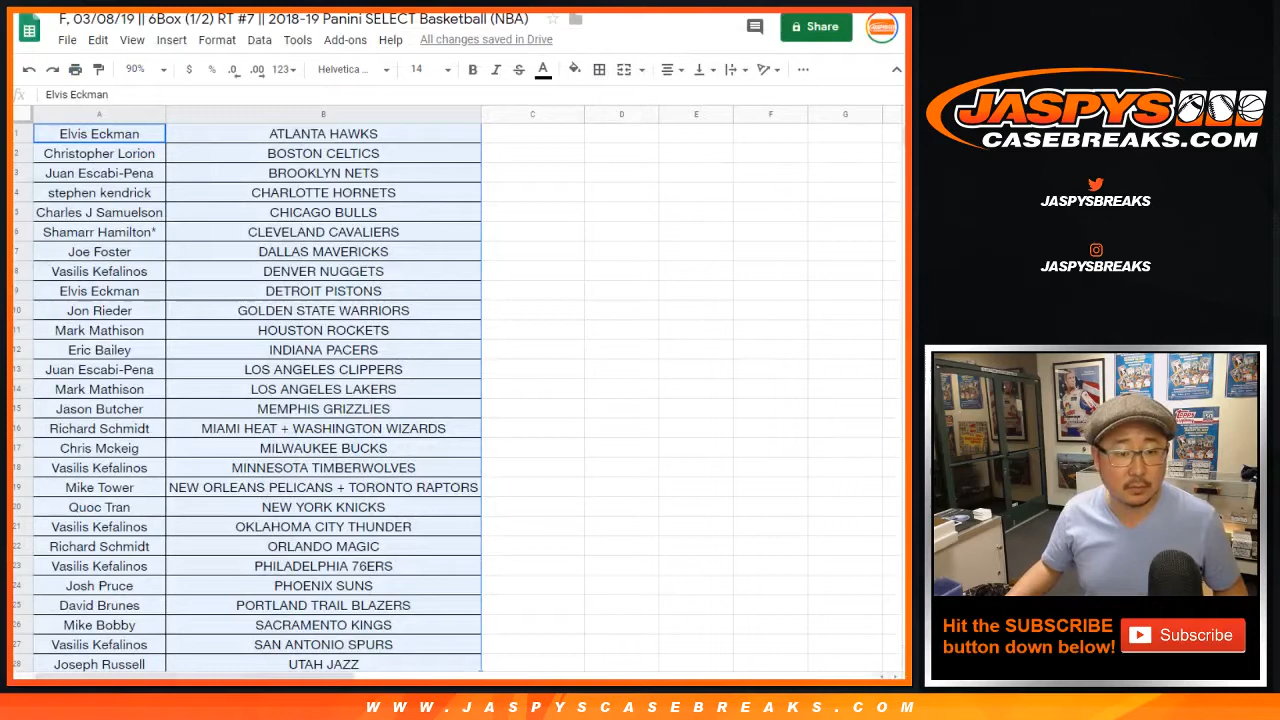 F, 03/08/19 || 6Box (1/2) RT #7 || 2018-19 Panini SELECT Basketball (NBA)
File Edit View Insert Format Data Tools Add-ons Help All changes saved in Drive
Share
90% $ % .0 .00 123 Helvetica ... 14 B I S A
fx Elvis Eckman
A B C D E F G
1 Elvis Eckman ATLANTA HAWKS
2 Christopher Lorion BOSTON CELTICS
3 Juan Escabi-Pena BROOKLYN NETS
4 stephen kendrick CHARLOTTE HORNETS
5 Charles J Samuelson CHICAGO BULLS
6 Shamarr Hamilton* CLEVELAND CAVALIERS
7 Joe Foster DALLAS MAVERICKS
8 Vasilis Kefalinos DENVER NUGGETS
9 Elvis Eckman DETROIT PISTONS
10 Jon Rieder GOLDEN STATE WARRIORS
11 Mark Mathison HOUSTON ROCKETS
12 Eric Bailey INDIANA PACERS
13 Juan Escabi-Pena LOS ANGELES CLIPPERS
14 Mark Mathison LOS ANGELES LAKERS
15 Jason Butcher MEMPHIS GRIZZLIES
16 Richard Schmidt MIAMI HEAT + WASHINGTON WIZARDS
17 Chris Mckeig MILWAUKEE BUCKS
18 Vasilis Kefalinos MINNESOTA TIMBERWOLVES
19 Mike Tower NEW ORLEANS PELICANS + TORONTO RAPTORS
20 Quoc Tran NEW YORK KNICKS
21 Vasilis Kefalinos OKLAHOMA CITY THUNDER
22 Richard Schmidt ORLANDO MAGIC
23 Vasilis Kefalinos PHILADELPHIA 76ERS
24 Josh Pruce PHOENIX SUNS
25 David Brunes PORTLAND TRAIL BLAZERS
26 Mike Bobby SACRAMENTO KINGS
27 Vasilis Kefalinos SAN ANTONIO SPURS
28 Joseph Russell UTAH JAZZ
JASPYS
CASEBREAKS.COM
JASPYSBREAKS
JASPYSBREAKS
TOPPS
Hit the SUBSCRIBE
button down below!
Subscribe
WWW.JASPYSCASEBREAKS.COM